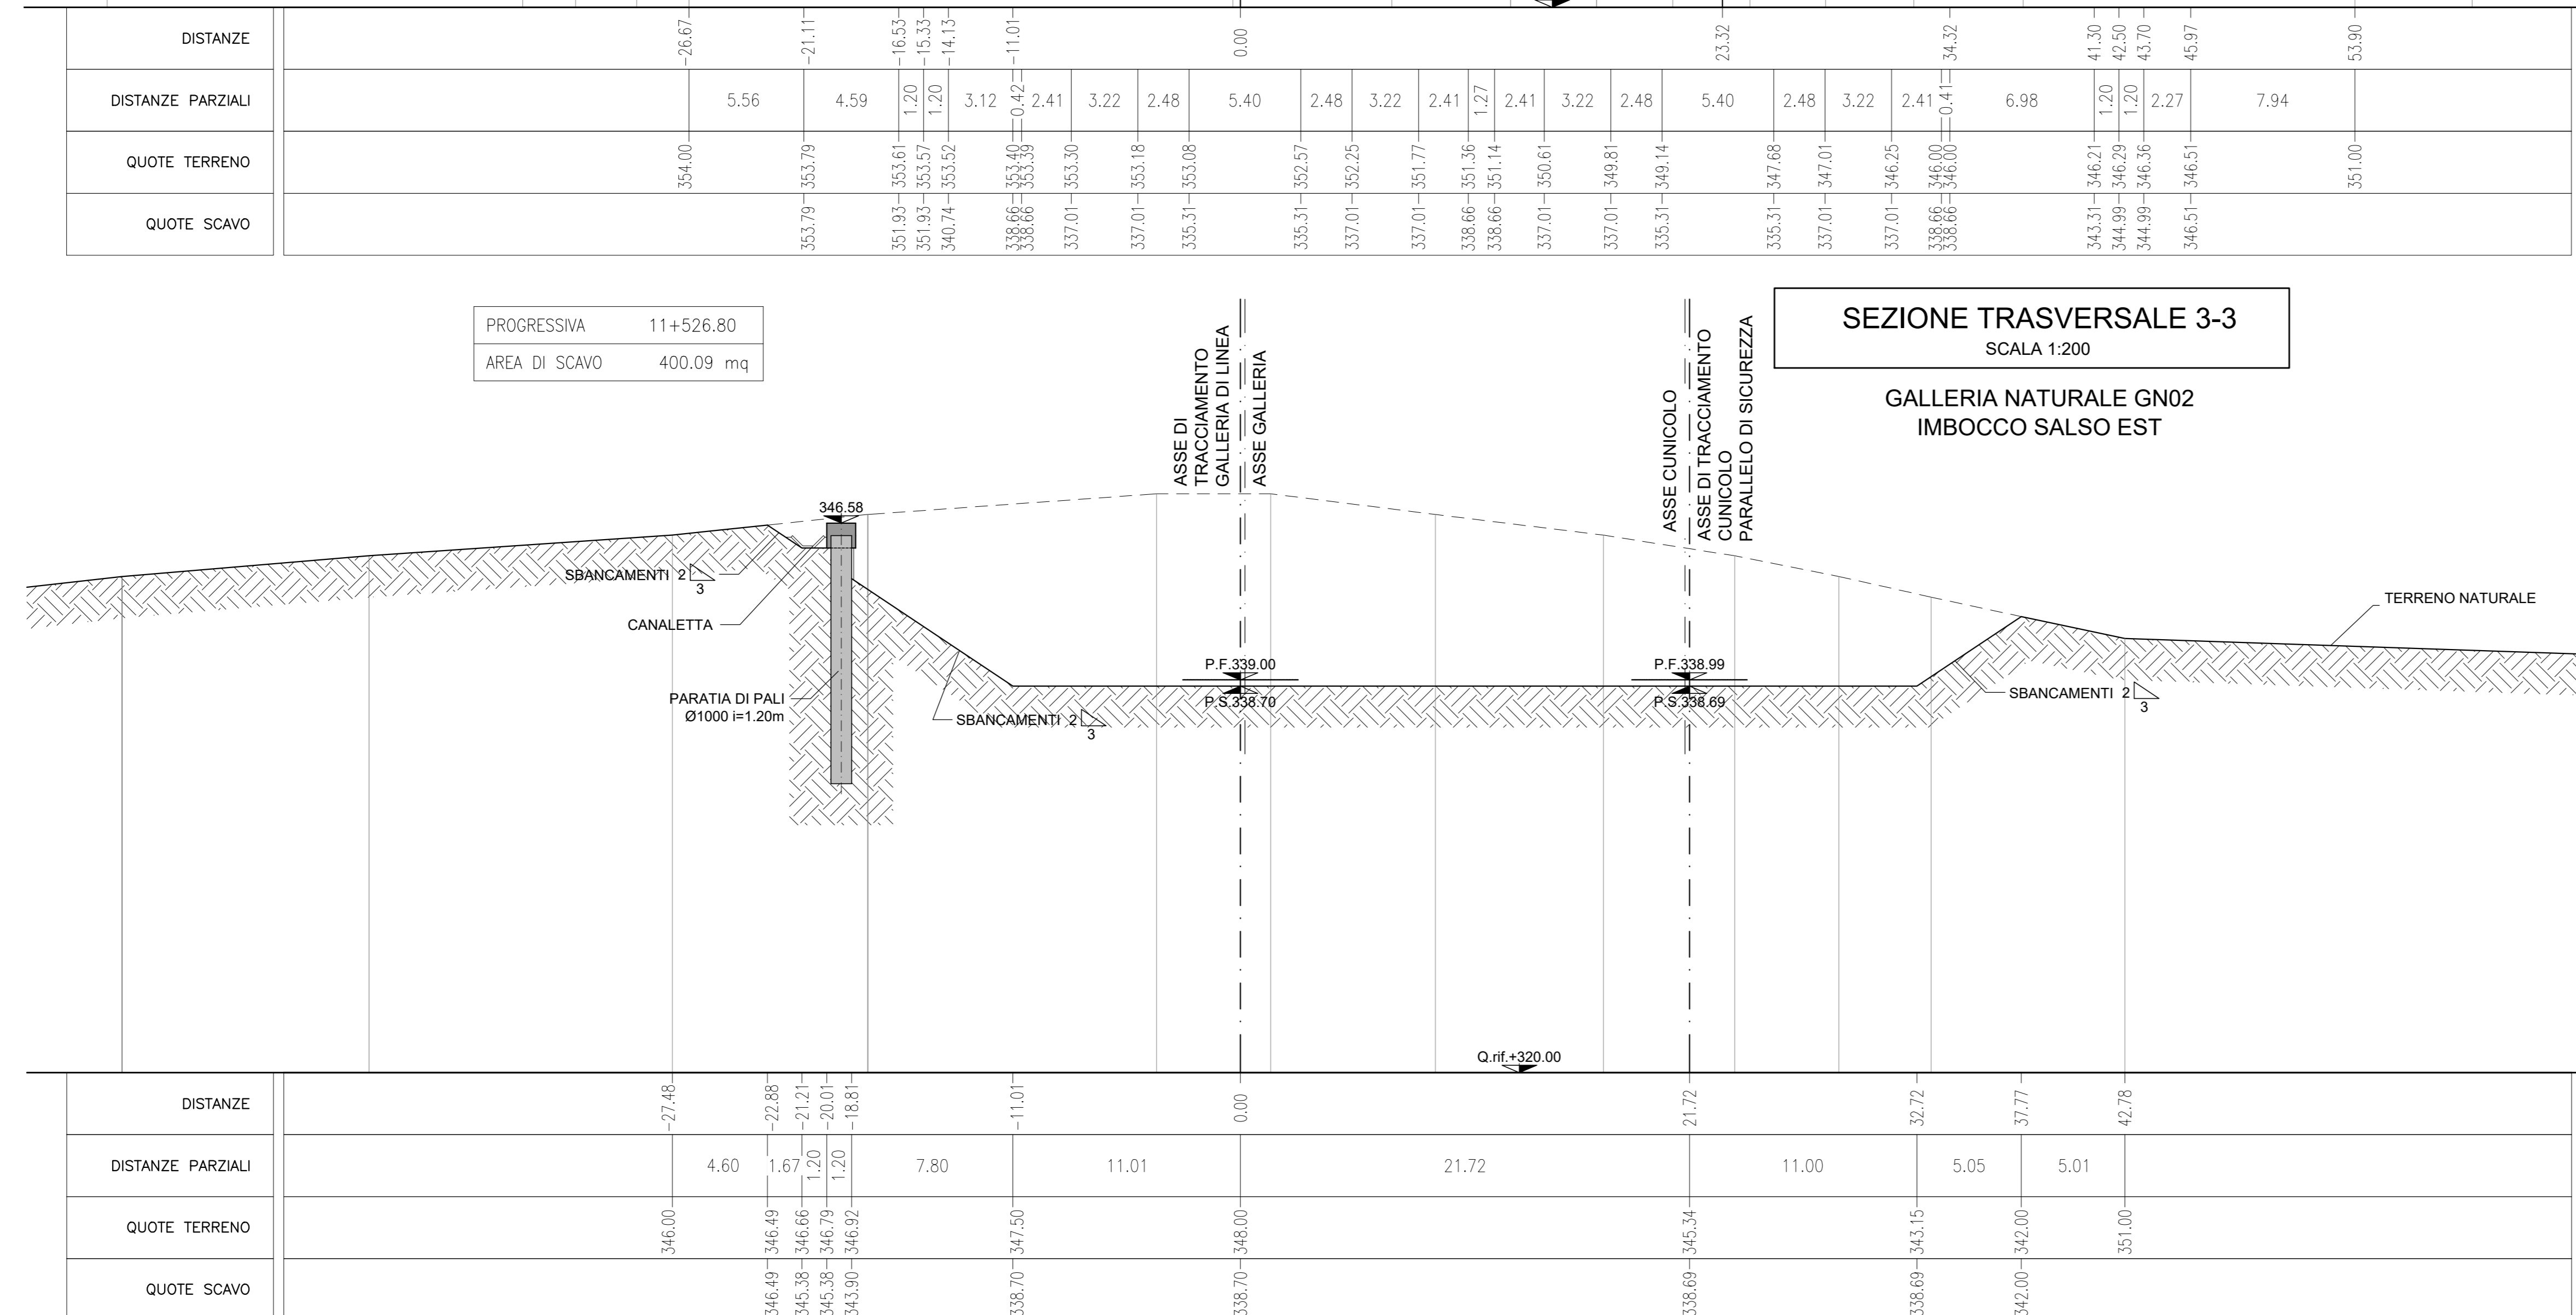 DISTANZE -26.67 -21.11 -16.53 -15.33 -14.13 -11.01 0.00 23.32 34.32 41.30 42.50 43.70 45.97 53.90
DISTANZE PARZIALI 5.56 4.59 1.20 1.20 3.12 0.42 2.41 3.22 2.48 5.40 2.48 3.22 2.41 1.27 2.41 3.22 2.48 5.40 2.48 3.22 2.41 0.41 6.98 1.20 1.20 2.27 7.94
QUOTE TERRENO 354.00 353.79 353.61 353.57 353.52 353.40 353.39 353.30 353.18 353.08 352.57 352.25 351.77 351.36 351.14 350.61 349.81 349.14 347.68 347.01 346.25 346.00 346.00 346.21 346.29 346.36 346.51 351.00
QUOTE SCAVO 353.79 351.93 351.93 340.74 338.66 338.66 337.01 337.01 335.31 335.31 337.01 337.01 338.66 338.66 337.01 337.01 335.31 335.31 337.01 337.01 338.66 338.66 343.31 344.99 344.99 346.51
PROGRESSIVA 11+526.80
AREA DI SCAVO 400.09 mq
SEZIONE TRASVERSALE 3-3
SCALA 1:200
GALLERIA NATURALE GN02
IMBOCCO SALSO EST
ASSE DI
TRACCIAMENTO
GALLERIA DI LINEA
ASSE GALLERIA
ASSE CUNICOLO
ASSE DI TRACCIAMENTO
CUNICOLO
PARALLELO DI SICUREZZA
346.58
SBANCAMENTI 2
3
CANALETTA
PARATIA DI PALI
Ø1000 i=1.20m
SBANCAMENTI 2
3
P.F.339.00
P.S.338.70
P.F.338.99
P.S.338.69
SBANCAMENTI 2
3
TERRENO NATURALE
Q.rif.+320.00
DISTANZE -27.48 -22.88 -21.21 -20.01 -18.81 -11.01 0.00 21.72 32.72 37.77 42.78
DISTANZE PARZIALI 4.60 1.67 1.20 1.20 7.80 11.01 21.72 11.00 5.05 5.01
QUOTE TERRENO 346.00 346.49 346.66 346.79 346.92 347.50 348.00 345.34 343.15 342.00 351.00
QUOTE SCAVO 346.49 345.38 345.38 343.90 338.70 338.70 338.69 338.69 342.00